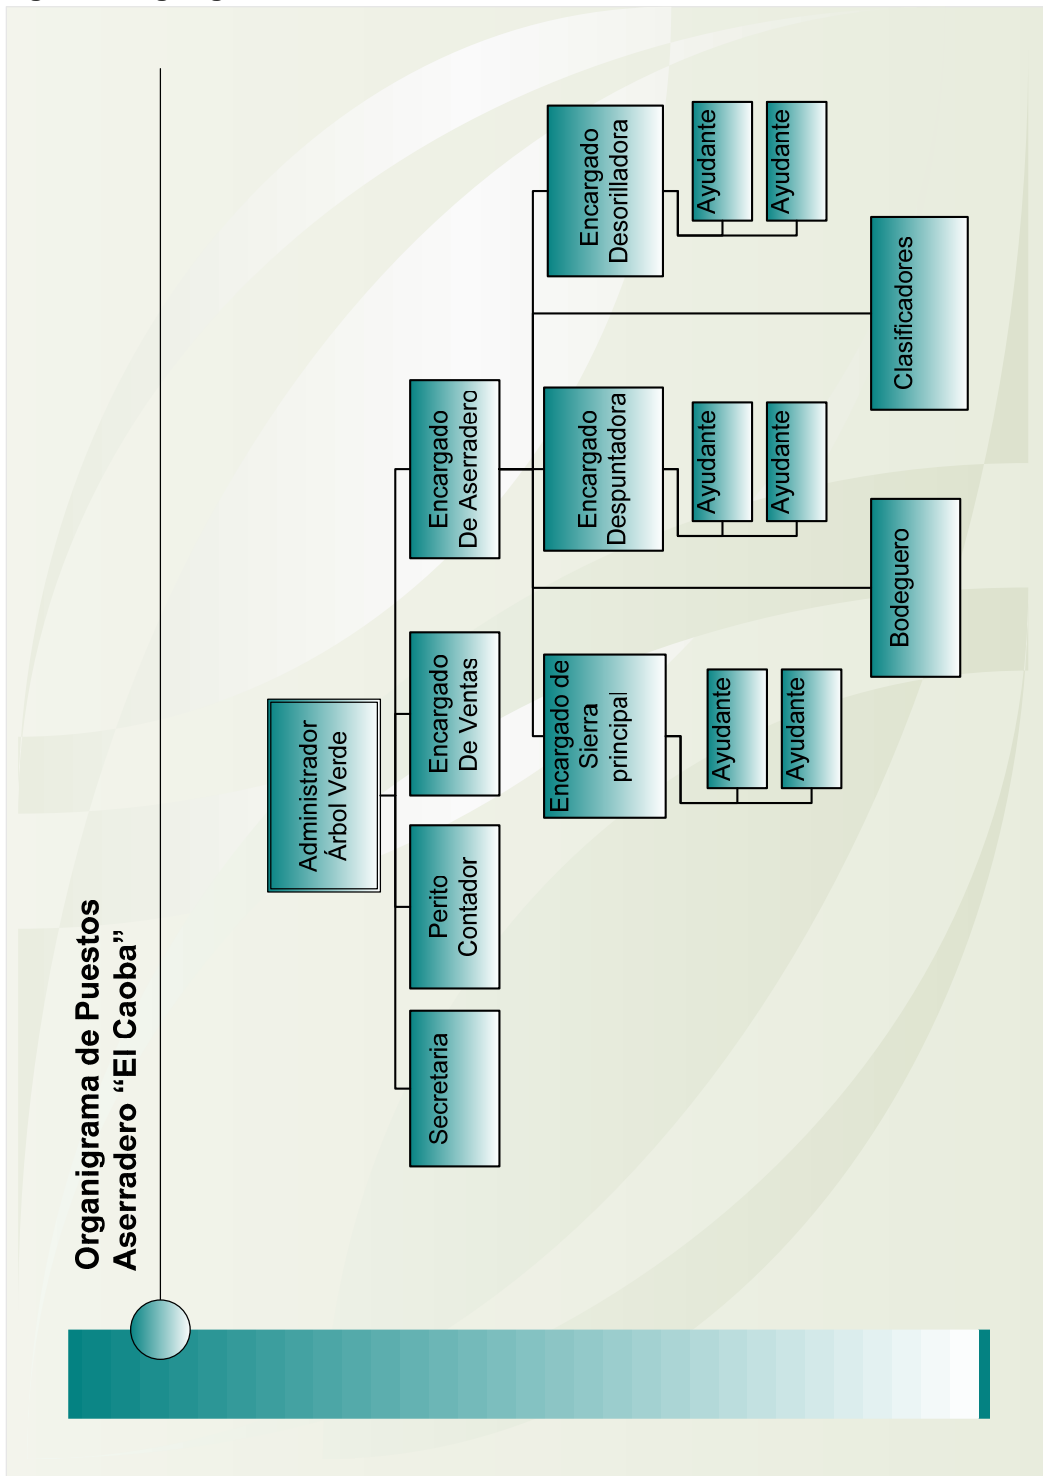 Organigrama de Puestos
Aserradero “El Caoba”
Administrador
Árbol Verde
Secretaria
Perito
Contador
Encargado
De Ventas
Encargado
De Aserradero
Encargado de
Sierra
principal
Encargado
Despuntadora
Encargado
Desorilladora
Ayudante
Ayudante
Ayudante
Ayudante
Ayudante
Ayudante
Bodeguero
Clasificadores